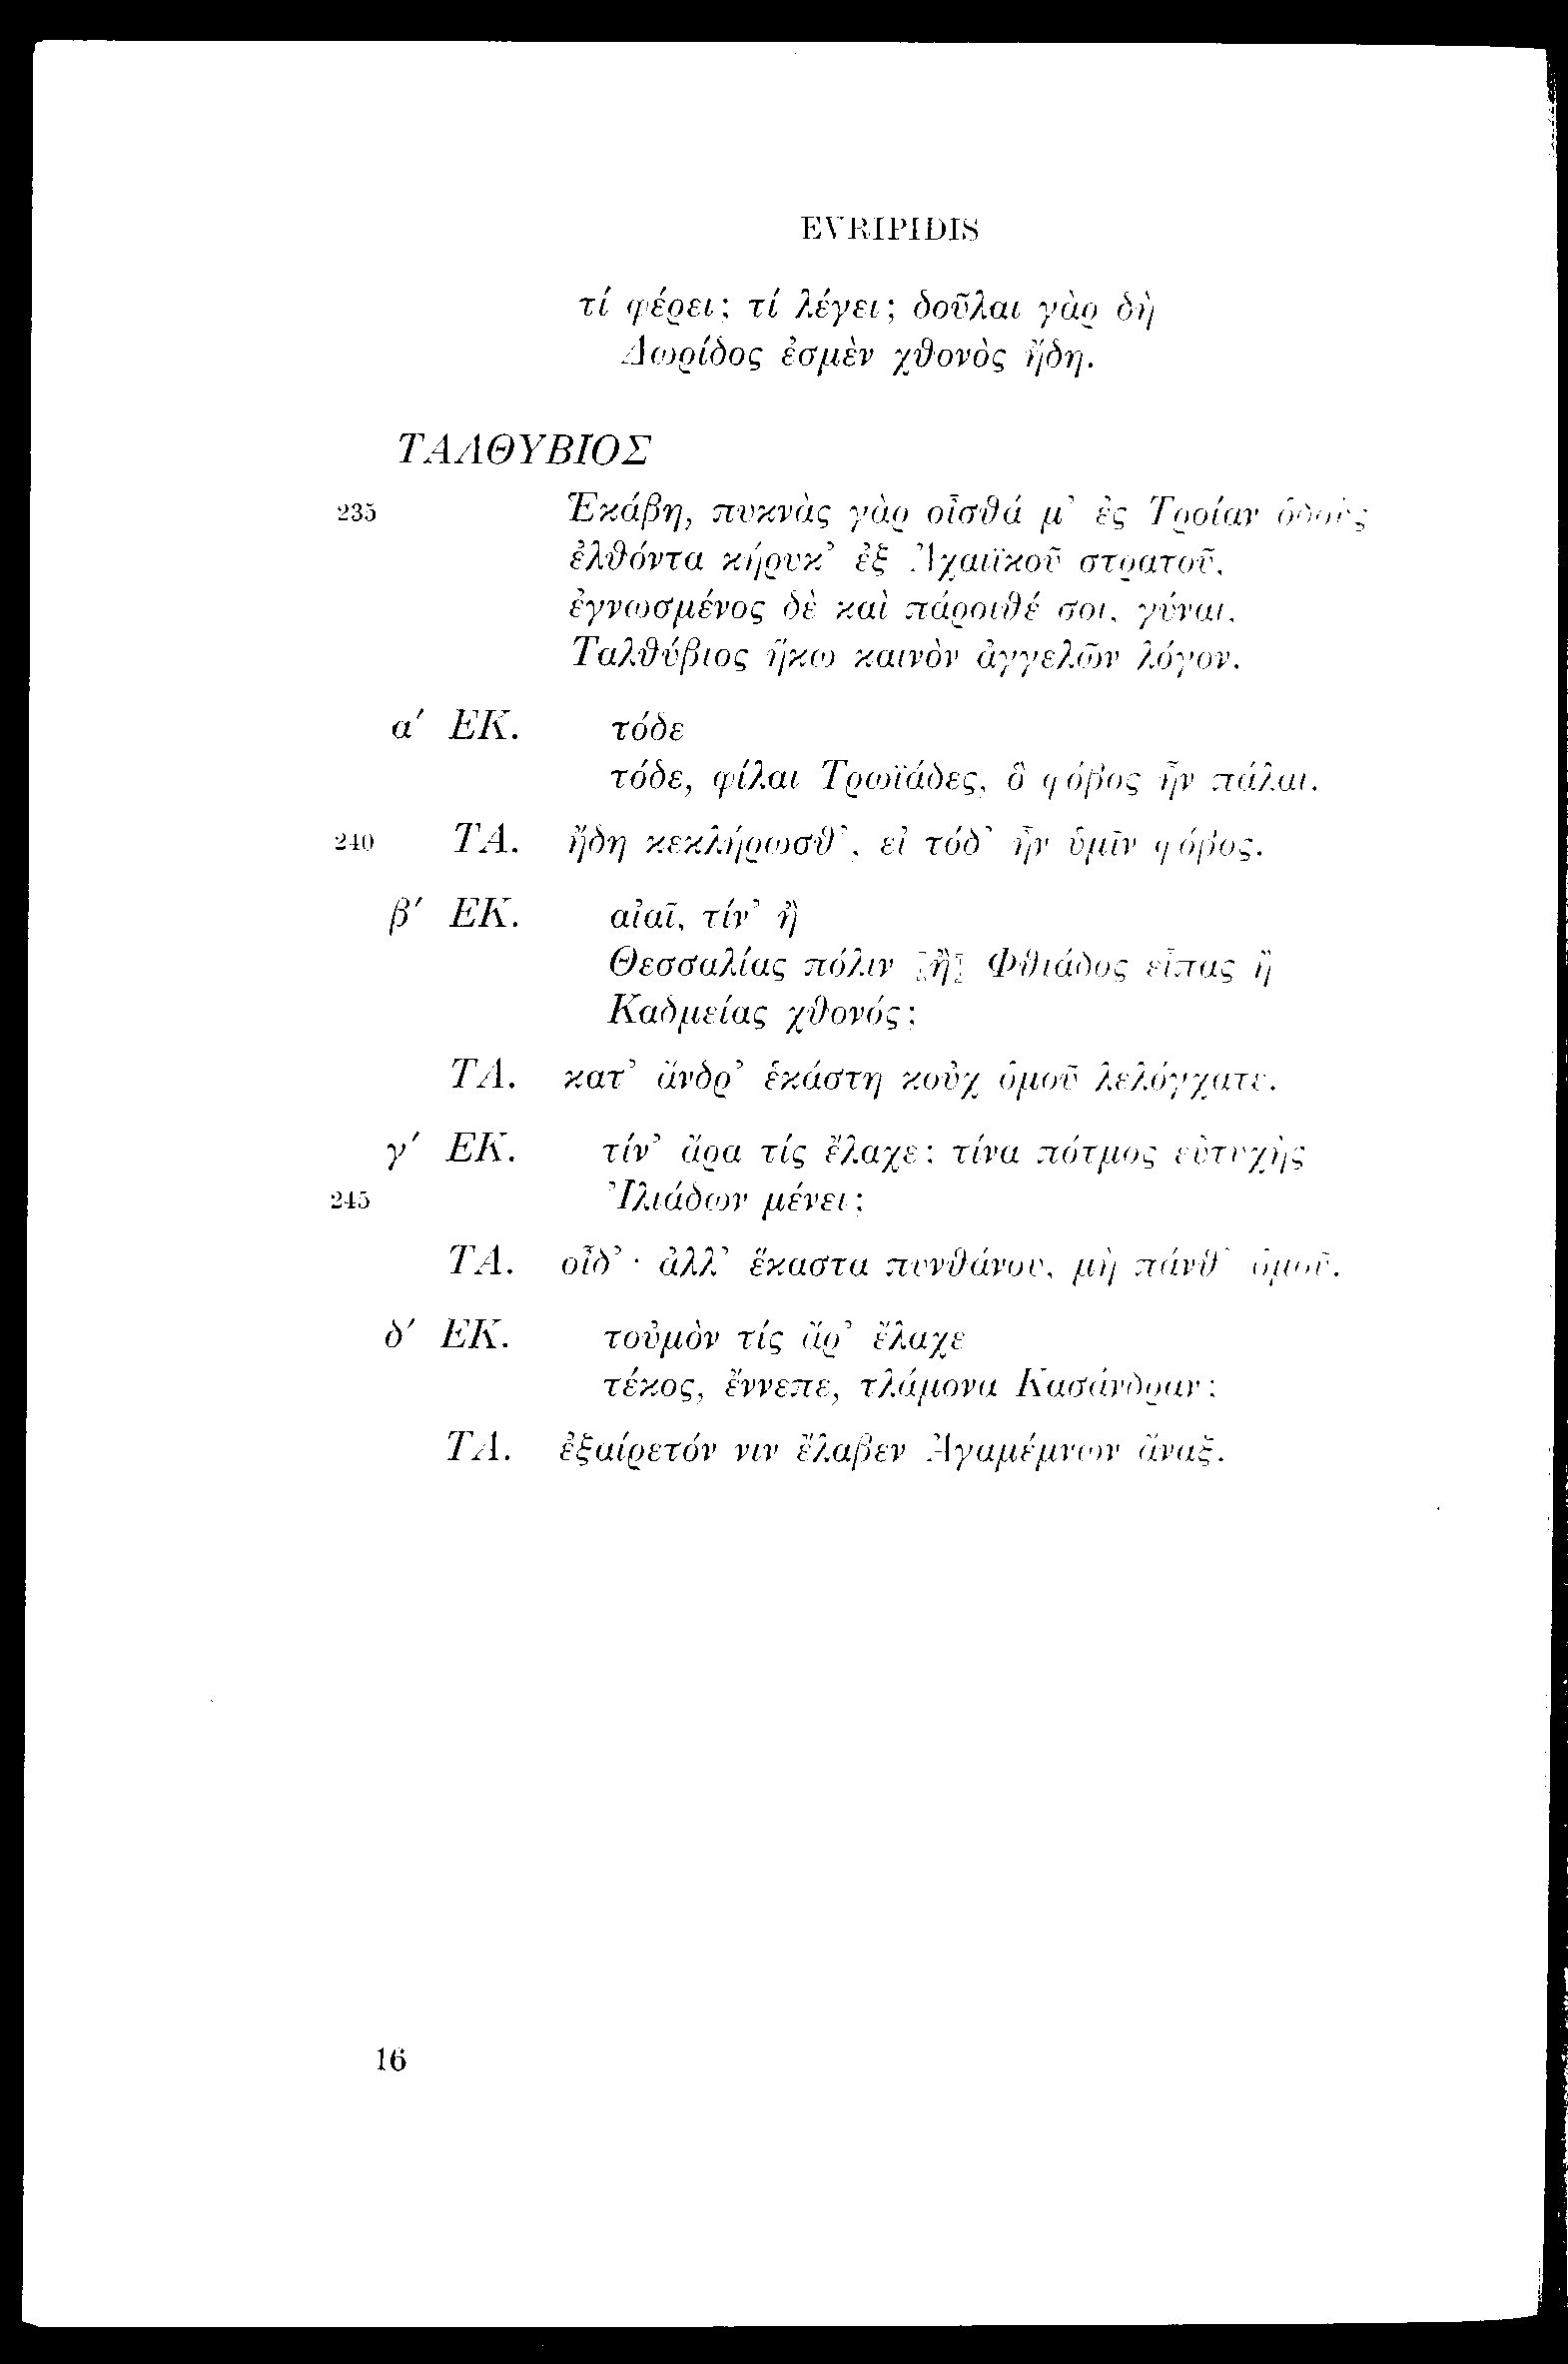 EVRIPIDIS
τί φέρει; τί λέγει; δοῦλαι γὰρ δὴ
Δωρίδος ἐσμὲν χθονὸς ἤδη.
ΤΑΛΘΥΒΙΟΣ
235 Ἑκάβη, πυκνὰς γὰρ οἶσθά μ’ ἐς Τροίαν ὁδοὺς
ἐλθόντα κήρυκ’ ἐξ Ἀχαιϊκοῦ στρατοῦ,
ἐγνωσμένος δὲ καὶ πάροιθέ σοι, γύναι,
Ταλθύβιος ἥκω καινὸν ἀγγελῶν λόγον.
α′ ΕΚ. τόδε
τόδε, φίλαι Τρωϊάδες, ὃ φόβος ἦν πάλαι.
240 ΤΑ. ἤδη κεκλήρωσθ’, εἰ τόδ’ ἦν ὑμῖν φόβος.
β′ ΕΚ. αἰαῖ, τίν’ ἢ
Θεσσαλίας πόλιν [ἢ] Φθιάδος εἶπας ἢ
Καδμείας χθονός;
ΤΑ. κατ’ ἄνδρ’ ἑκάστη κοὐχ ὁμοῦ λελόγχατε.
γ′ ΕΚ. τίν’ ἄρα τίς ἔλαχε; τίνα πότμος εὐτυχὴς
245 Ἰλιάδων μένει;
ΤΑ. οἶδ’ · ἀλλ’ ἕκαστα πυνθάνου, μὴ πάνθ’ ὁμοῦ.
δ′ ΕΚ. τοὐμὸν τίς ἆρ’ ἔλαχε
τέκος, ἔννεπε, τλάμονα Κασάνδραν;
ΤΑ. ἐξαίρετόν νιν ἔλαβεν Ἀγαμέμνων ἄναξ.
16